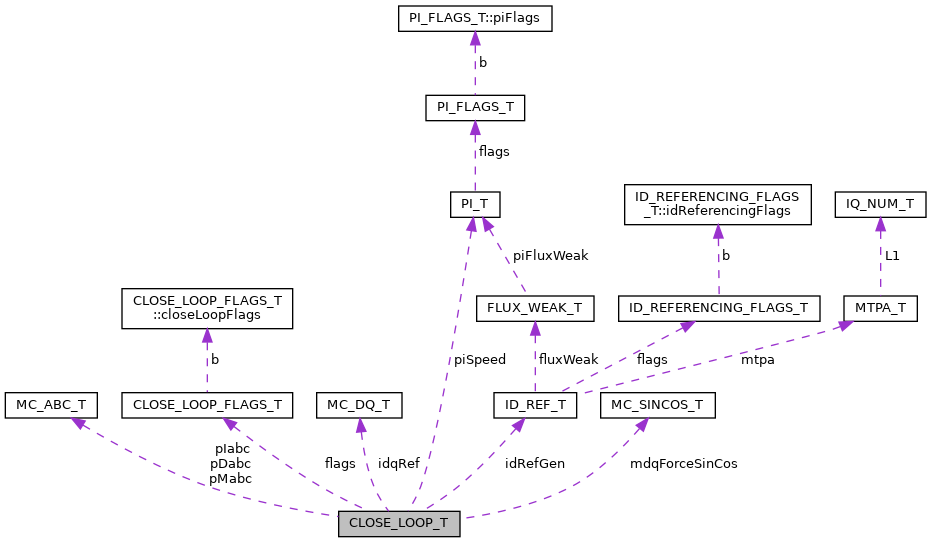 PI_FLAGS_T::piFlags
b
PI_FLAGS_T
flags
ID_REFERENCING_FLAGS
_T::idReferencingFlags
PI_T
IQ_NUM_T
piFluxWeak
b
L1
CLOSE_LOOP_FLAGS_T
::closeLoopFlags
FLUX_WEAK_T
ID_REFERENCING_FLAGS_T
MTPA_T
b
piSpeed
fluxWeak
flags
mtpa
MC_ABC_T
CLOSE_LOOP_FLAGS_T
MC_DQ_T
ID_REF_T
MC_SINCOS_T
pIabc
pDabc
pMabc
flags
idqRef
idRefGen
mdqForceSinCos
CLOSE_LOOP_T